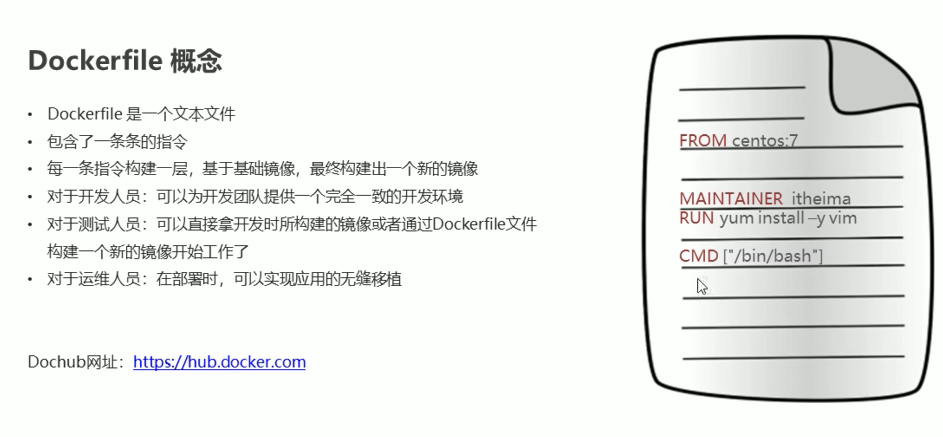 Dockerfile 概念
• Dockerfile 是一个文本文件
• 包含了一条条的指令
• 每一条指令构建一层，基于基础镜像，最终构建出一个新的镜像
• 对于开发人员：可以为开发团队提供一个完全一致的开发环境
• 对于测试人员：可以直接拿开发时所构建的镜像或者通过Dockerfile文件
构建一个新的镜像开始工作了
• 对于运维人员：在部署时，可以实现应用的无缝移植
Dochub网址：https://hub.docker.com
FROM centos:7
MAINTAINER itheima
RUN yum install –y vim
CMD ["/bin/bash"]